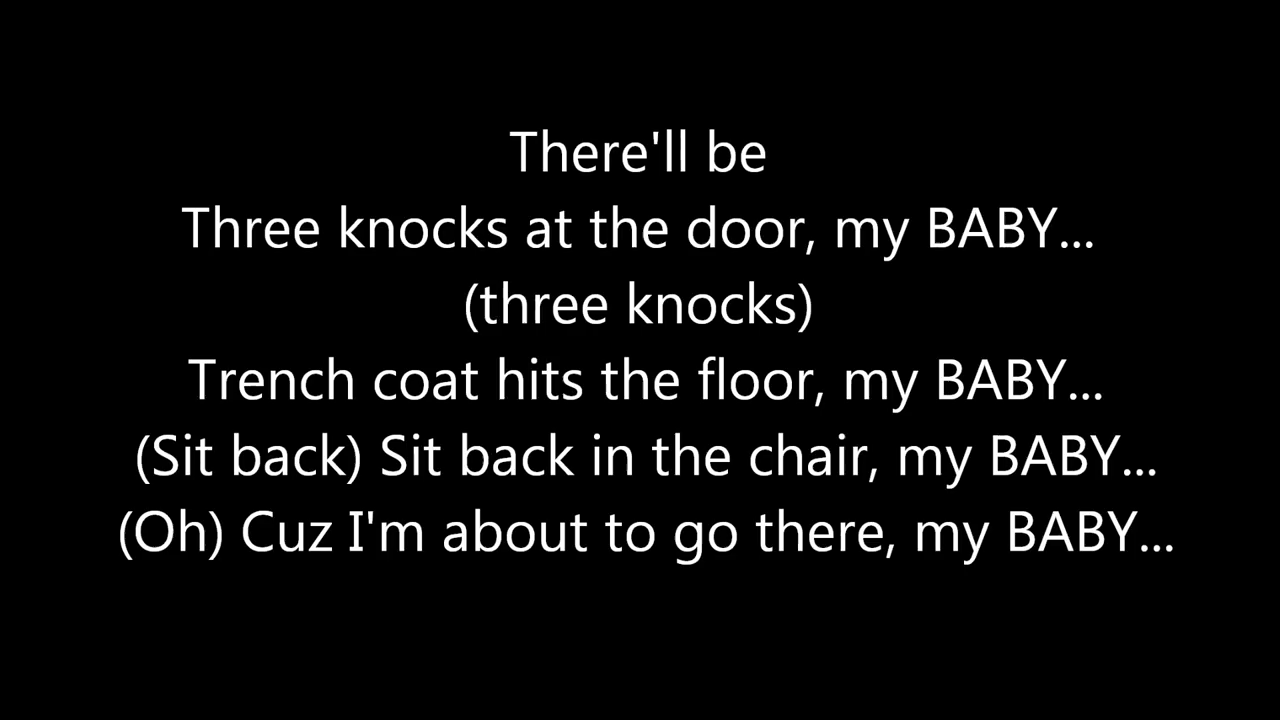 There'll be
Three knocks at the door, my BABY...
(three knocks)
Trench coat hits the floor, my BABY...
(Sit back) Sit back in the chair, my BABY...
(Oh) Cuz I'm about to go there, my BABY...